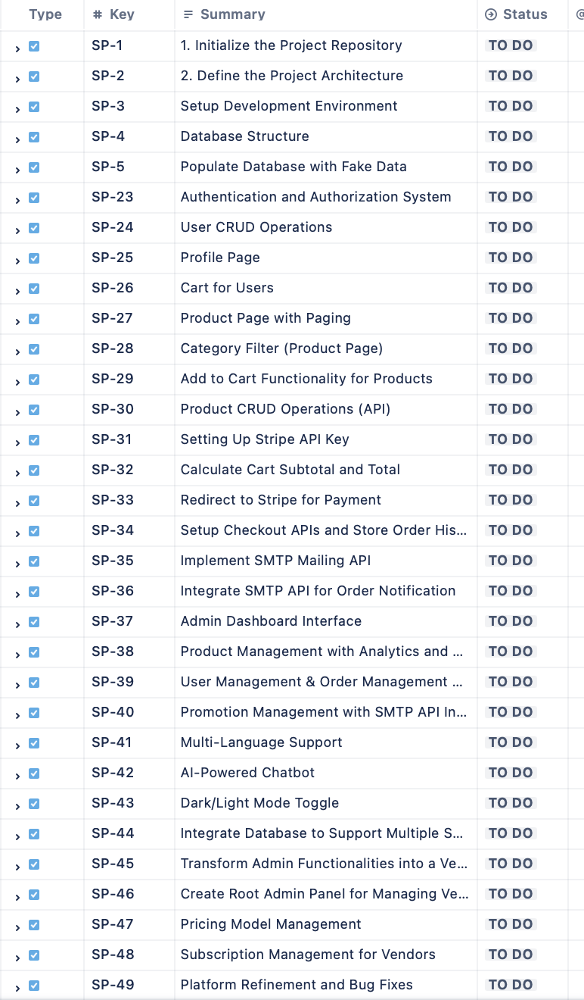 Type # Key Summary Status
SP-1 1. Initialize the Project Repository TO DO
SP-2 2. Define the Project Architecture TO DO
SP-3 Setup Development Environment TO DO
SP-4 Database Structure TO DO
SP-5 Populate Database with Fake Data TO DO
SP-23 Authentication and Authorization System TO DO
SP-24 User CRUD Operations TO DO
SP-25 Profile Page TO DO
SP-26 Cart for Users TO DO
SP-27 Product Page with Paging TO DO
SP-28 Category Filter (Product Page) TO DO
SP-29 Add to Cart Functionality for Products TO DO
SP-30 Product CRUD Operations (API) TO DO
SP-31 Setting Up Stripe API Key TO DO
SP-32 Calculate Cart Subtotal and Total TO DO
SP-33 Redirect to Stripe for Payment TO DO
SP-34 Setup Checkout APIs and Store Order His... TO DO
SP-35 Implement SMTP Mailing API TO DO
SP-36 Integrate SMTP API for Order Notification TO DO
SP-37 Admin Dashboard Interface TO DO
SP-38 Product Management with Analytics and ... TO DO
SP-39 User Management & Order Management ... TO DO
SP-40 Promotion Management with SMTP API In... TO DO
SP-41 Multi-Language Support TO DO
SP-42 AI-Powered Chatbot TO DO
SP-43 Dark/Light Mode Toggle TO DO
SP-44 Integrate Database to Support Multiple S... TO DO
SP-45 Transform Admin Functionalities into a Ve... TO DO
SP-46 Create Root Admin Panel for Managing Ve... TO DO
SP-47 Pricing Model Management TO DO
SP-48 Subscription Management for Vendors TO DO
SP-49 Platform Refinement and Bug Fixes TO DO